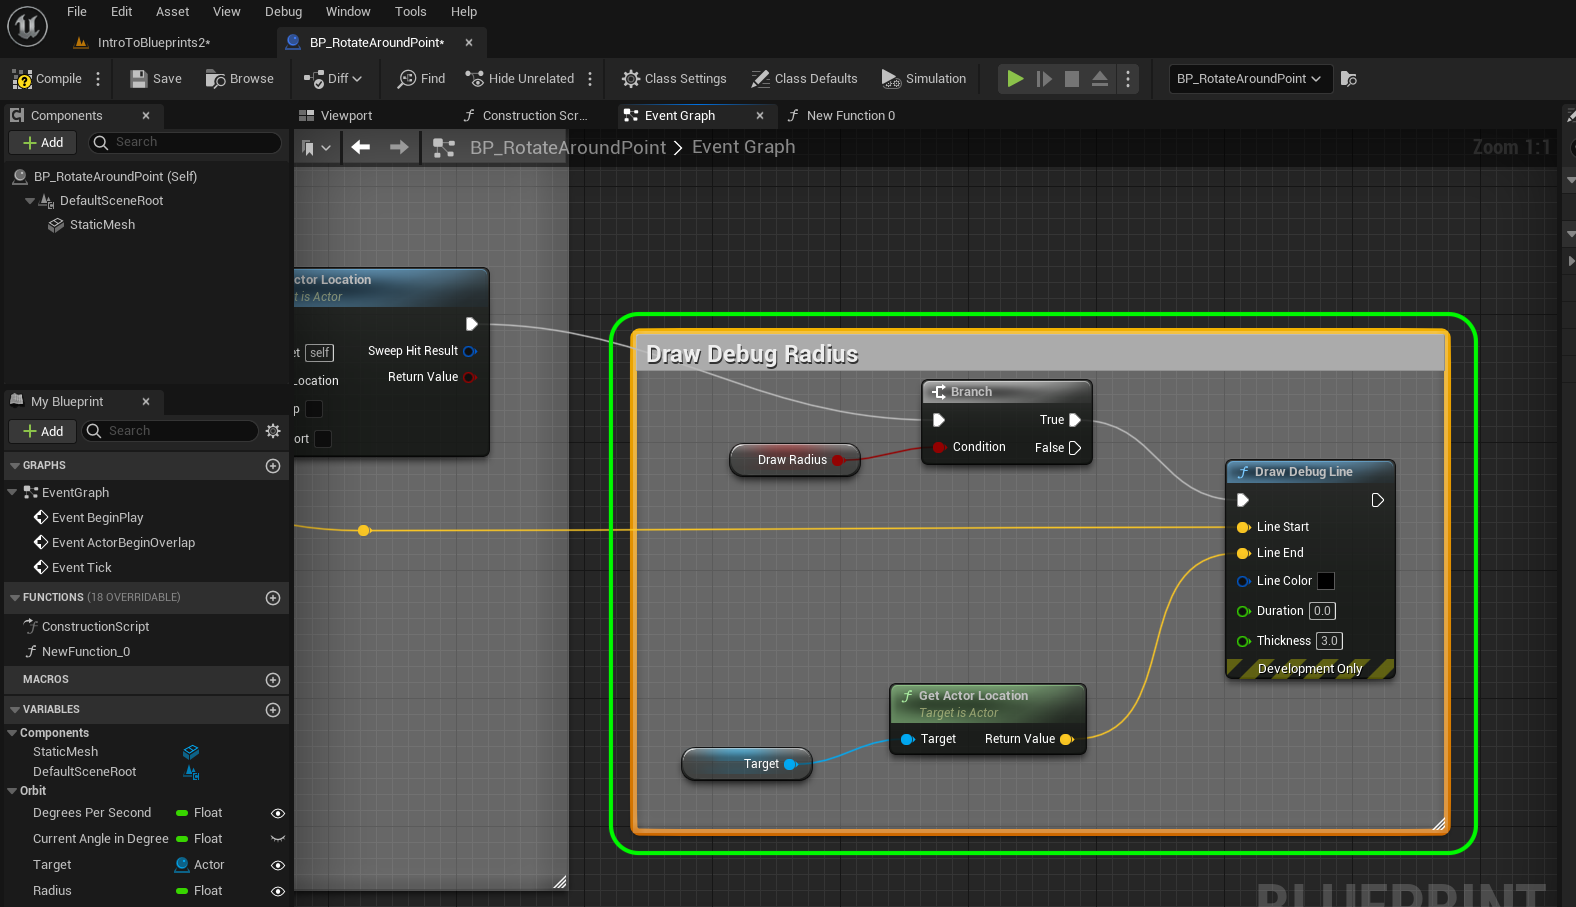 File Edit Asset View Debug Window Tools Help
IntroToBlueprints2*
BP_RotateAroundPoint*
Compile
Save
Browse
Diff
Find
Hide Unrelated
Class Settings
Class Defaults
Simulation
BP_RotateAroundPoint
Components
Add
Search
BP_RotateAroundPoint (Self)
DefaultSceneRoot
StaticMesh
My Blueprint
Add
Search
GRAPHS
EventGraph
Event BeginPlay
Event ActorBeginOverlap
Event Tick
FUNCTIONS (18 OVERRIDABLE)
ConstructionScript
NewFunction_0
MACROS
VARIABLES
Components
StaticMesh
DefaultSceneRoot
Orbit
Degrees Per Second Float
Current Angle in Degree Float
Target Actor
Radius Float
Viewport
Construction Scr...
Event Graph
New Function 0
BP_RotateAroundPoint > Event Graph
Zoom 1:1
ctor Location
t is Actor
et self
Sweep Hit Result
Return Value
Location
p
ort
Draw Debug Radius
Branch
True
Condition
False
Draw Radius
Draw Debug Line
Line Start
Line End
Line Color
Duration 0.0
Thickness 3.0
Development Only
Get Actor Location
Target is Actor
Target
Return Value
Target
BLUEPRINT